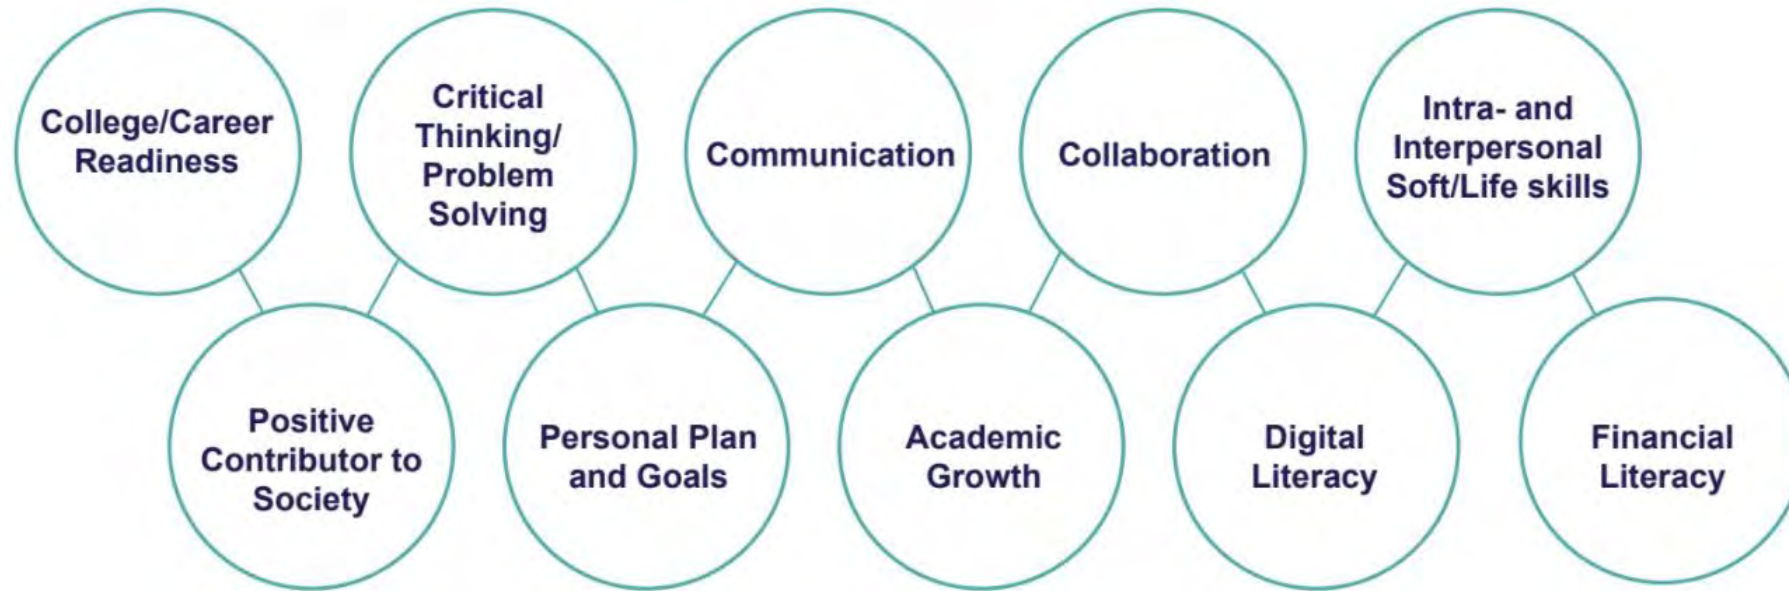 College/Career
Readiness
Critical
Thinking/
Problem
Solving
Communication
Collaboration
Intra- and
Interpersonal
Soft/Life skills
Positive
Contributor to
Society
Personal Plan
and Goals
Academic
Growth
Digital
Literacy
Financial
Literacy